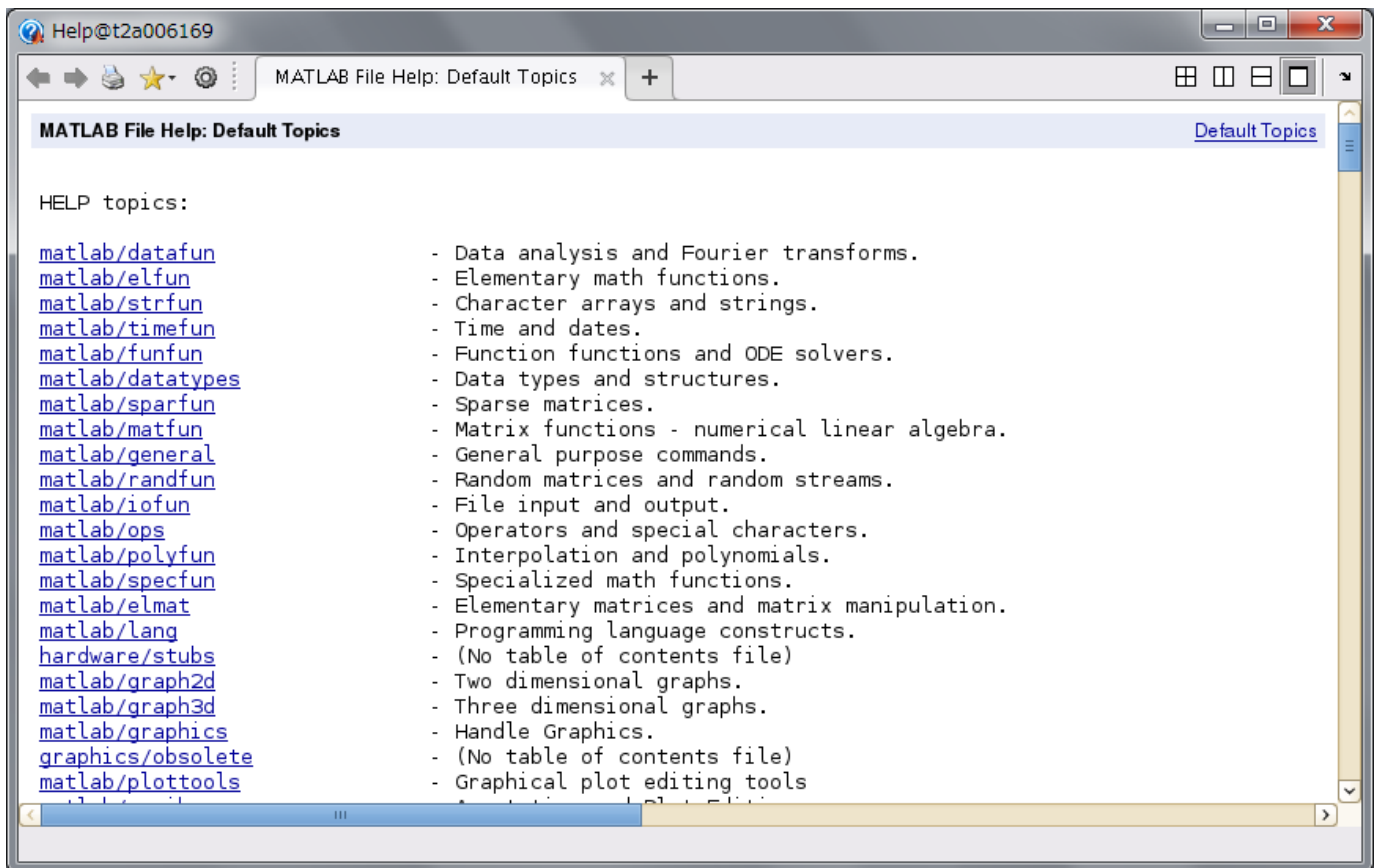 Help@t2a006169
MATLAB File Help: Default Topics
MATLAB File Help: Default Topics Default Topics
HELP topics:
matlab/datafun - Data analysis and Fourier transforms.
matlab/elfun - Elementary math functions.
matlab/strfun - Character arrays and strings.
matlab/timefun - Time and dates.
matlab/funfun - Function functions and ODE solvers.
matlab/datatypes - Data types and structures.
matlab/sparfun - Sparse matrices.
matlab/matfun - Matrix functions - numerical linear algebra.
matlab/general - General purpose commands.
matlab/randfun - Random matrices and random streams.
matlab/iofun - File input and output.
matlab/ops - Operators and special characters.
matlab/polyfun - Interpolation and polynomials.
matlab/specfun - Specialized math functions.
matlab/elmat - Elementary matrices and matrix manipulation.
matlab/lang - Programming language constructs.
hardware/stubs - (No table of contents file)
matlab/graph2d - Two dimensional graphs.
matlab/graph3d - Three dimensional graphs.
matlab/graphics - Handle Graphics.
graphics/obsolete - (No table of contents file)
matlab/plottools - Graphical plot editing tools